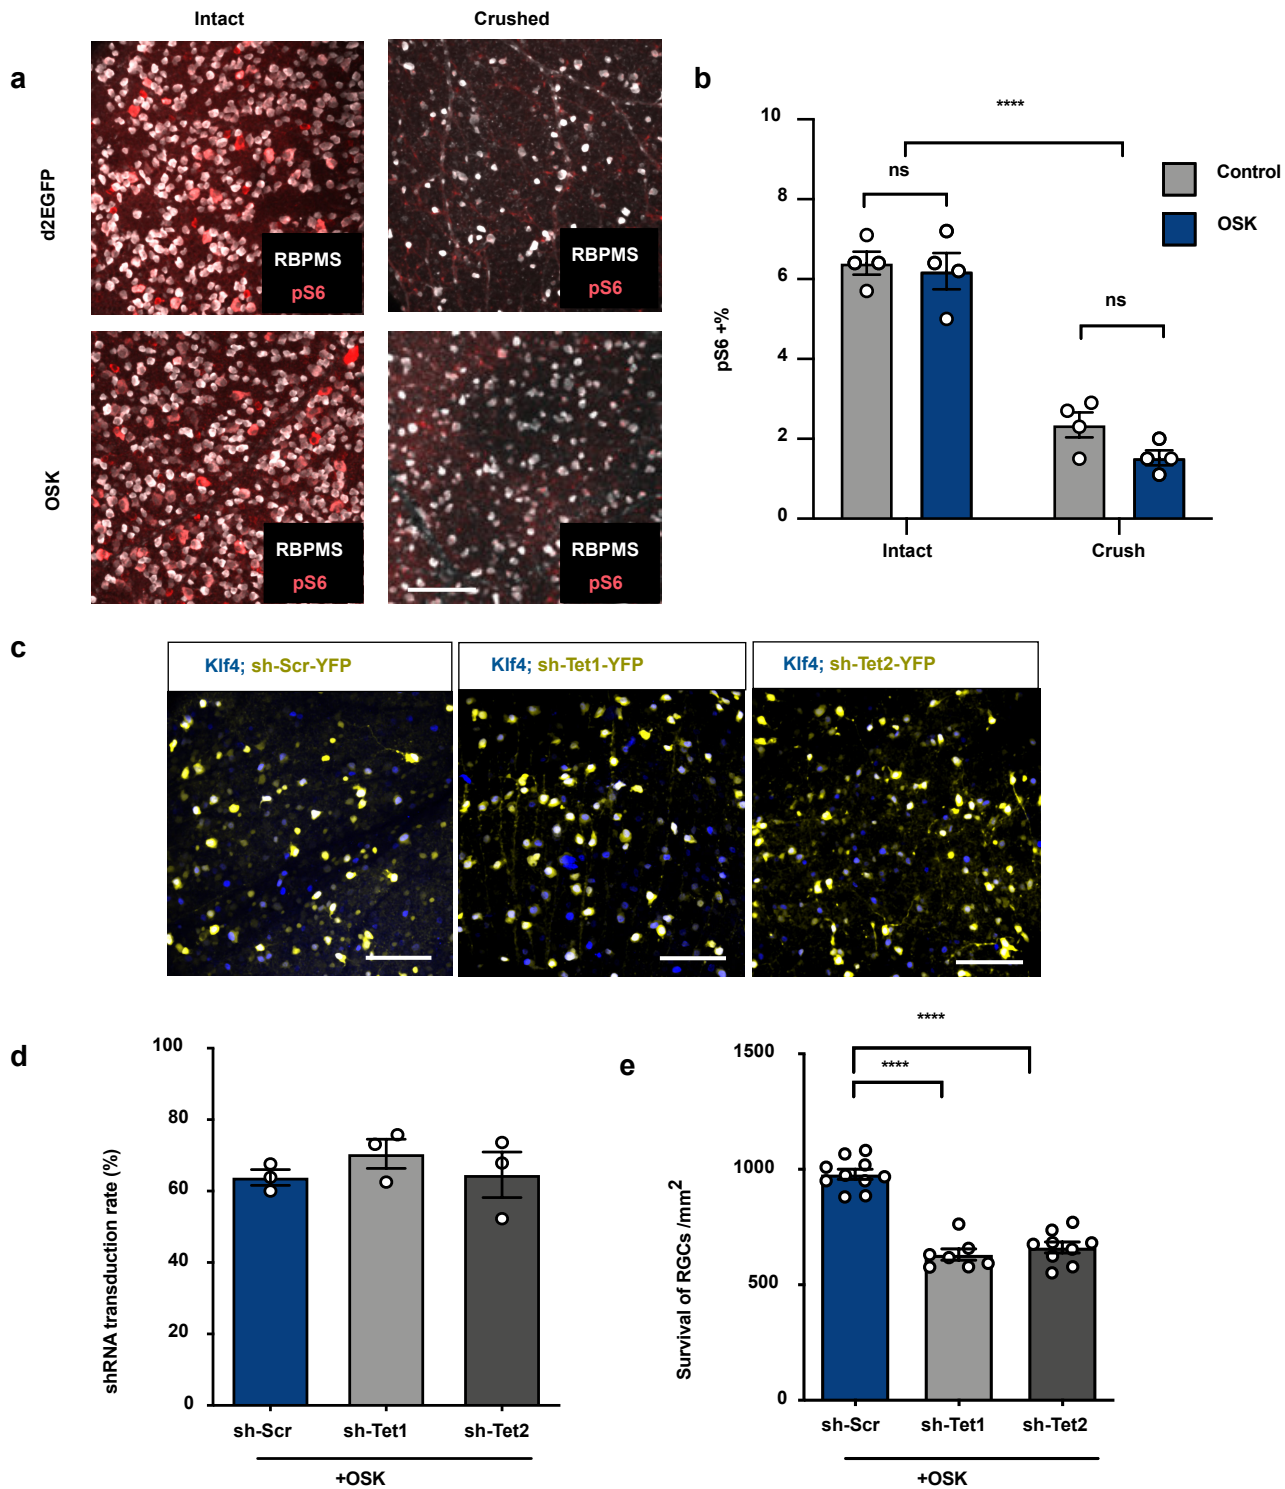 Intact
Crushed
a
d2EGFP
RBPMS
pS6
RBPMS
pS6
OSK
RBPMS
pS6
RBPMS
pS6
b
****
ns
ns
Control
OSK
pS6 +%
10
8
6
4
2
0
Intact
Crush
c
Klf4; sh-Scr-YFP
Klf4; sh-Tet1-YFP
Klf4; sh-Tet2-YFP
d
shRNA transduction rate (%)
100
80
60
40
20
0
sh-Scr
sh-Tet1
sh-Tet2
+OSK
e
****
****
Survival of RGCs /mm2
1500
1000
500
0
sh-Scr
sh-Tet1
sh-Tet2
+OSK